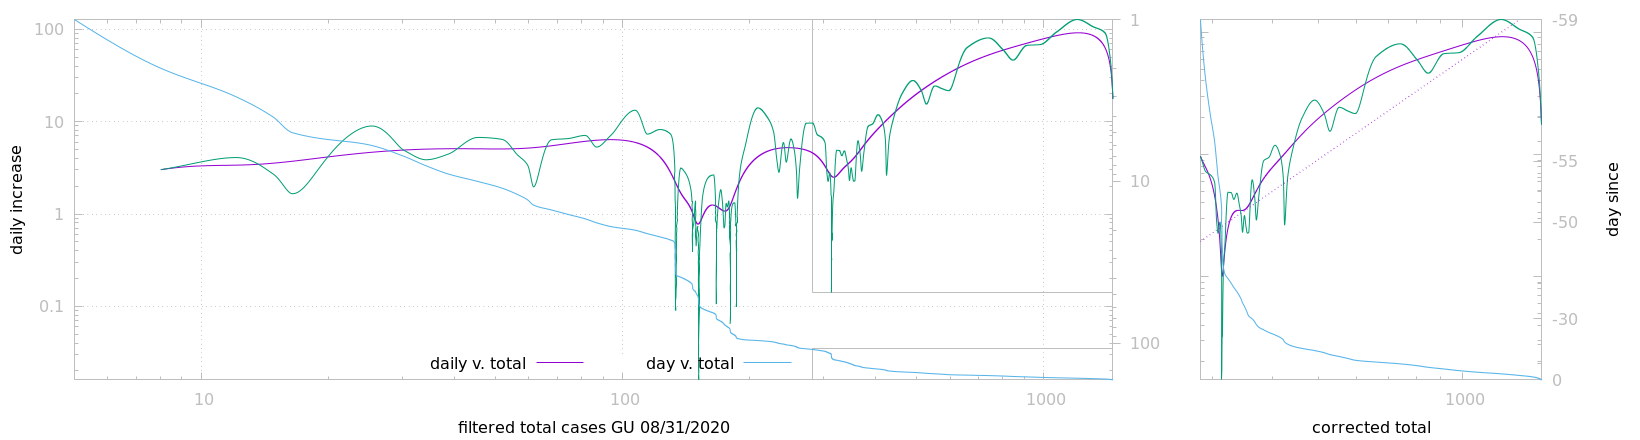 100
10
1
0.1
daily increase
10
100
1000
filtered total cases GU 08/31/2020
daily v. total
day v. total
1
10
100
1000
corrected total
-59
-55
-50
-30
0
day since